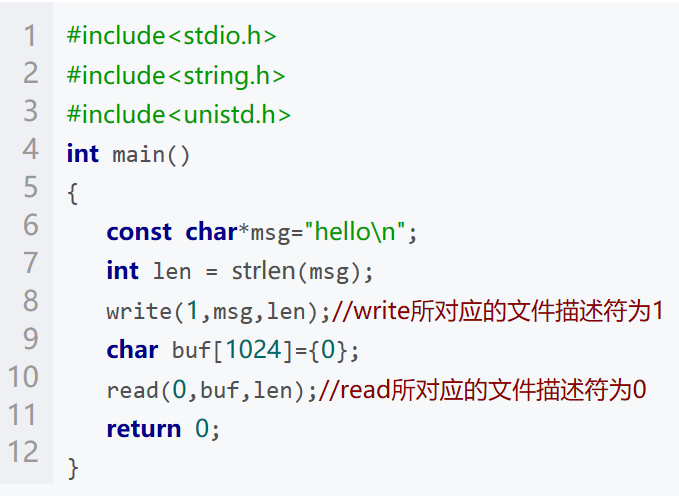 1 #include<stdio.h>
2 #include<string.h>
3 #include<unistd.h>
4 int main()
5 {
6 const char*msg="hello\n";
7 int len = strlen(msg);
8 write(1,msg,len);//write所对应的文件描述符为1
9 char buf[1024]={0};
10 read(0,buf,len);//read所对应的文件描述符为0
11 return 0;
12 }